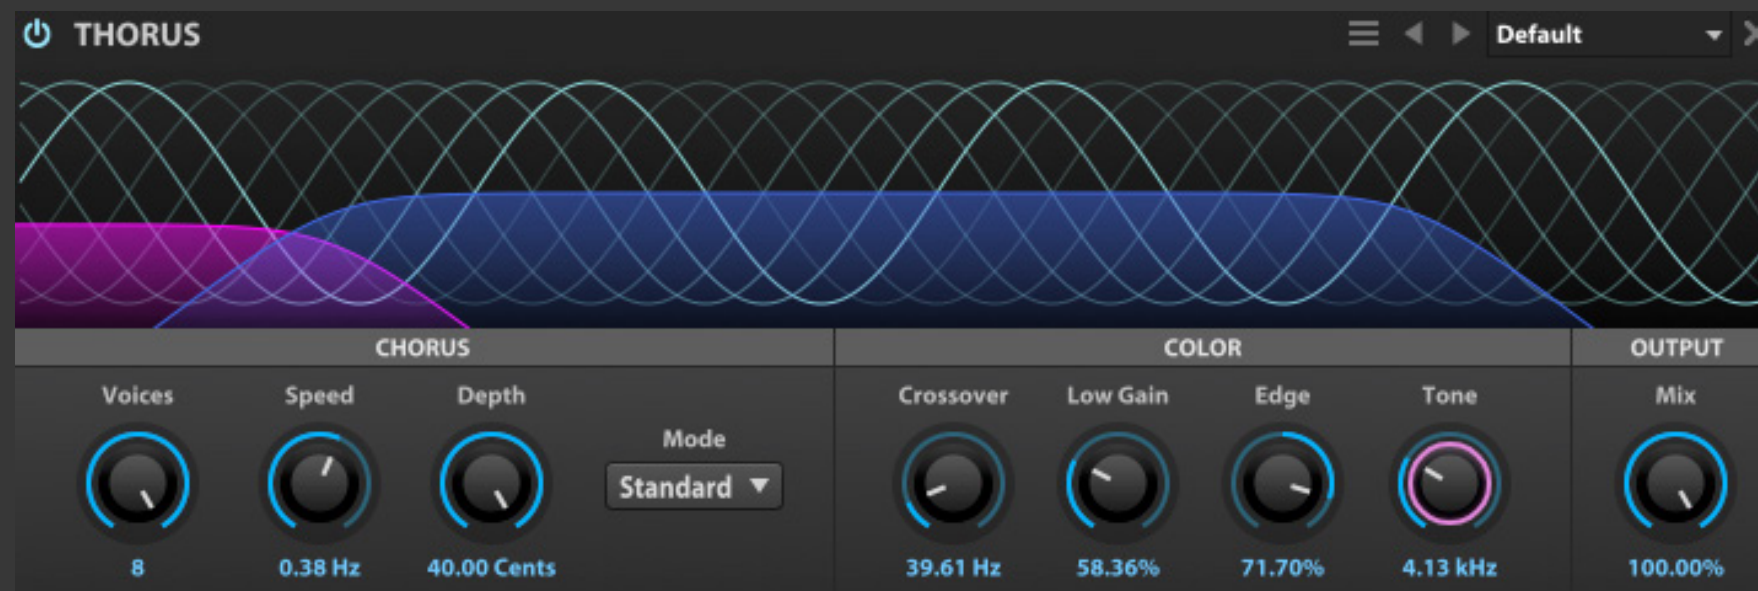 THORUS
Default
CHORUS
COLOR
OUTPUT
Voices
Speed
Depth
Mode
Standard
Crossover
Low Gain
Edge
Tone
Mix
8
0.38 Hz
40.00 Cents
39.61 Hz
58.36%
71.70%
4.13 kHz
100.00%